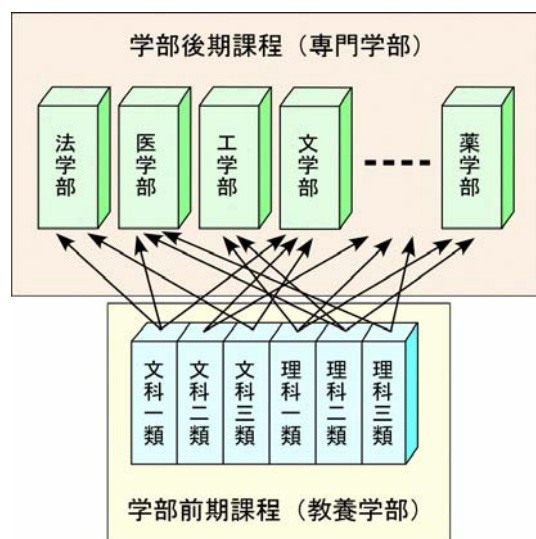 学部後期課程（専門学部）
法学部
医学部
工学部
文学部
薬学部
文科一類
文科二類
文科三類
理科一類
理科二類
理科三類
学部前期課程（教養学部）